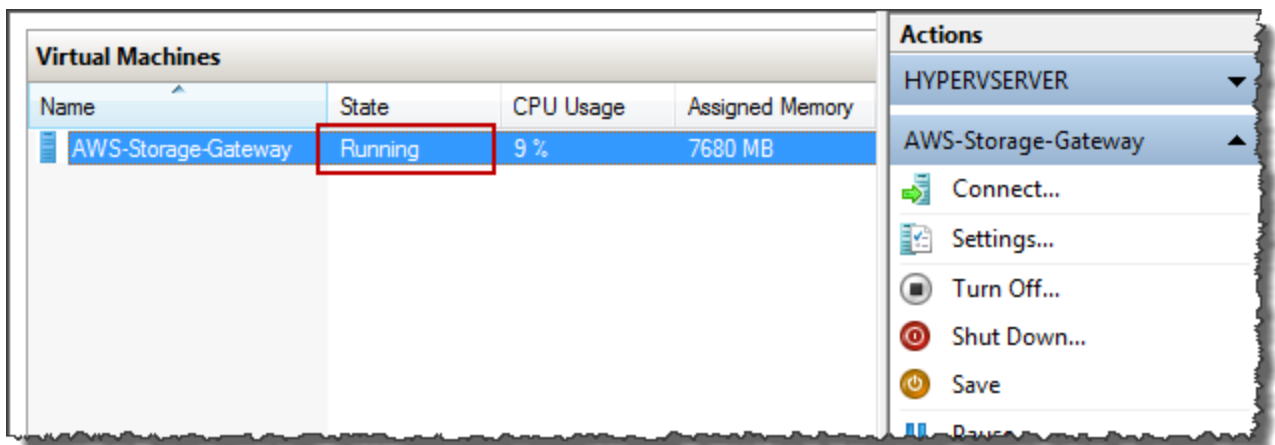 Virtual Machines
Name State CPU Usage Assigned Memory
AWS-Storage-Gateway Running 9 % 7680 MB
Actions
HYPERVSERVER
AWS-Storage-Gateway
Connect...
Settings...
Turn Off...
Shut Down...
Save